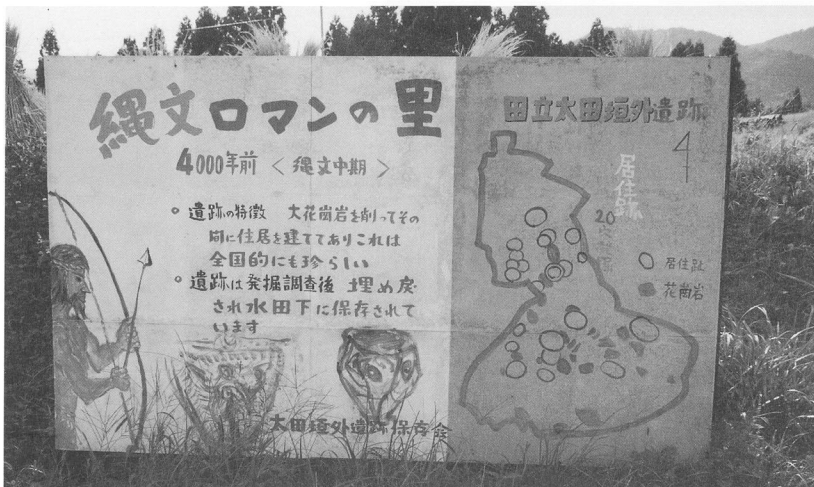 縄文ロマンの里
4000年前 < 縄文中期 >
○ 遺跡の特徴 大花崗岩を削ってその
間に住居を建ててありこれは
全国的にも珍らしい
○ 遺跡は発掘調査後 埋め戻
され水田下に保存されて
います
太田垣外遺跡保存会
田立太田垣外遺跡
居住跡
居住趾
花崗岩